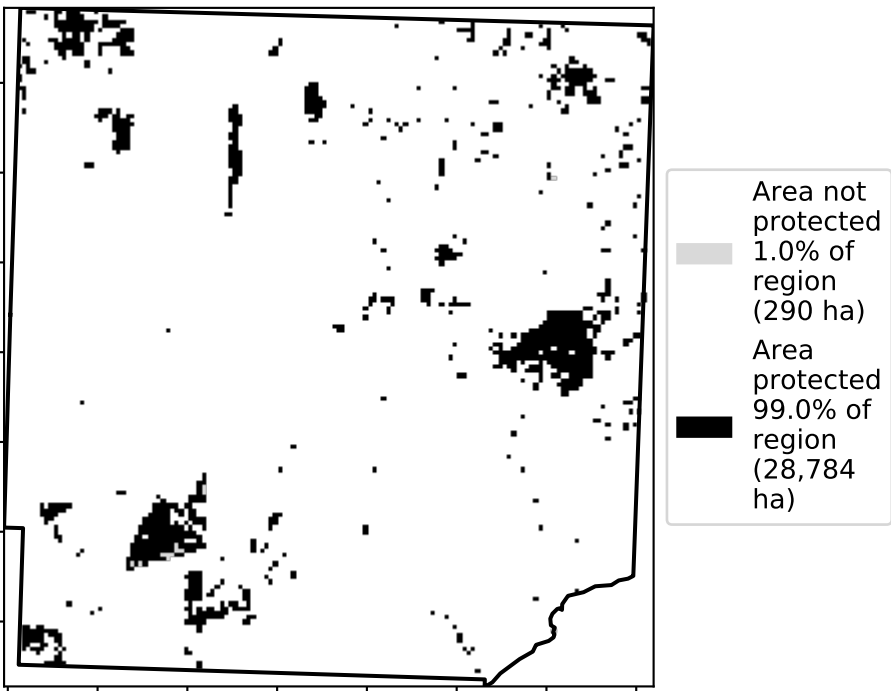 Area not
protected
1.0% of
region
(290 ha)
Area
protected
99.0% of
region
(28,784
ha)